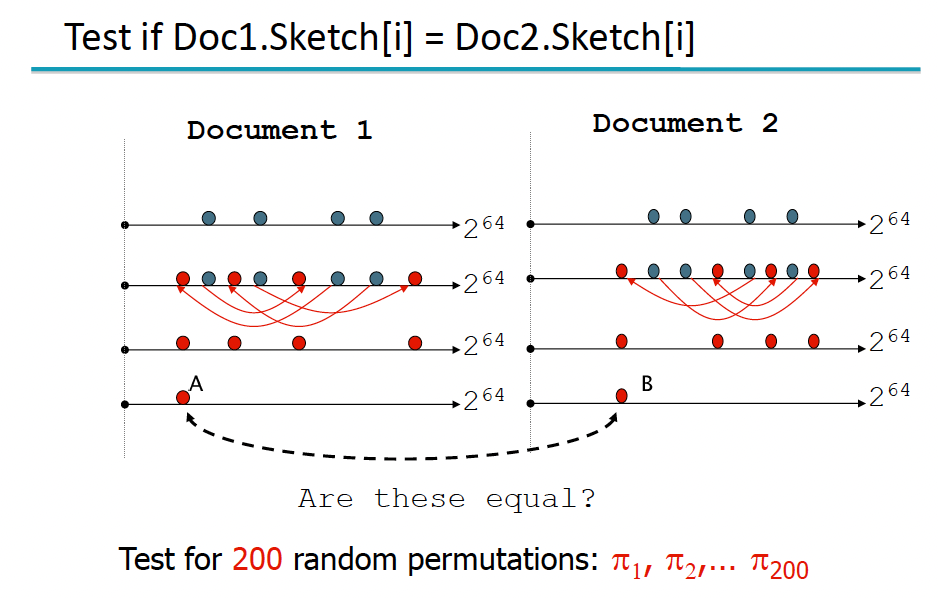 Test if Doc1.Sketch[i] = Doc2.Sketch[i]
Document 1
Document 2
2^64
2^64
2^64
2^64
2^64
2^64
A
2^64
B
2^64
Are these equal?
Test for 200 random permutations: π₁, π₂,... π₂₀₀